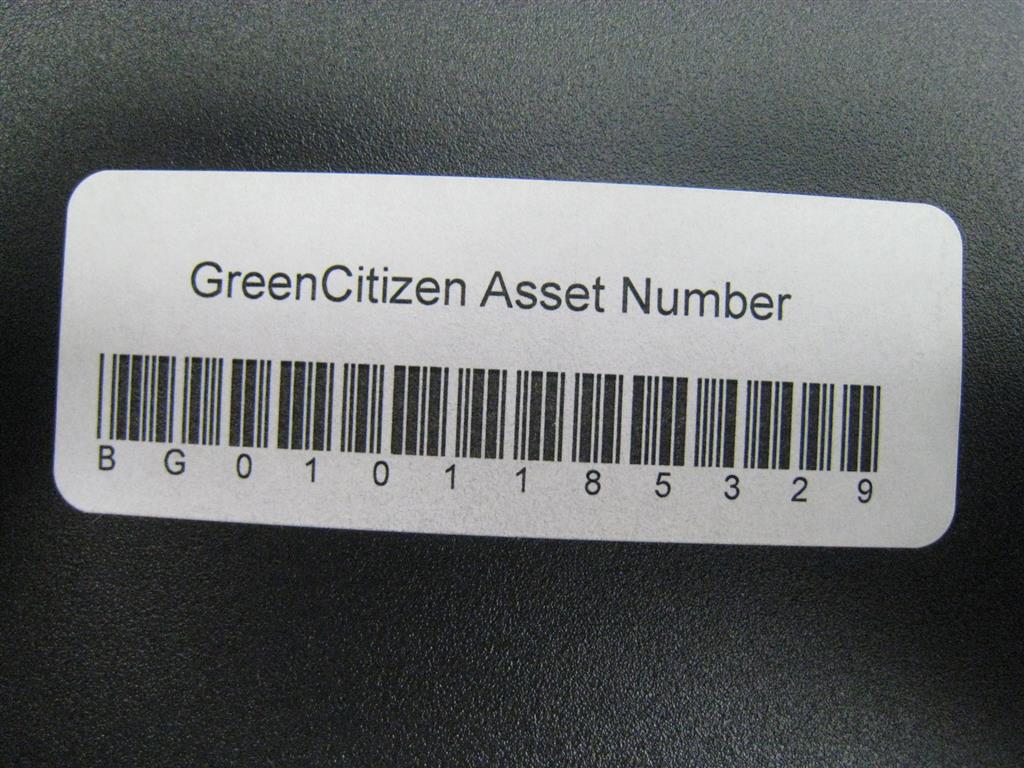 GreenCitizen Asset Number
B G 0 1 0 1 1 8 5 3 2 9